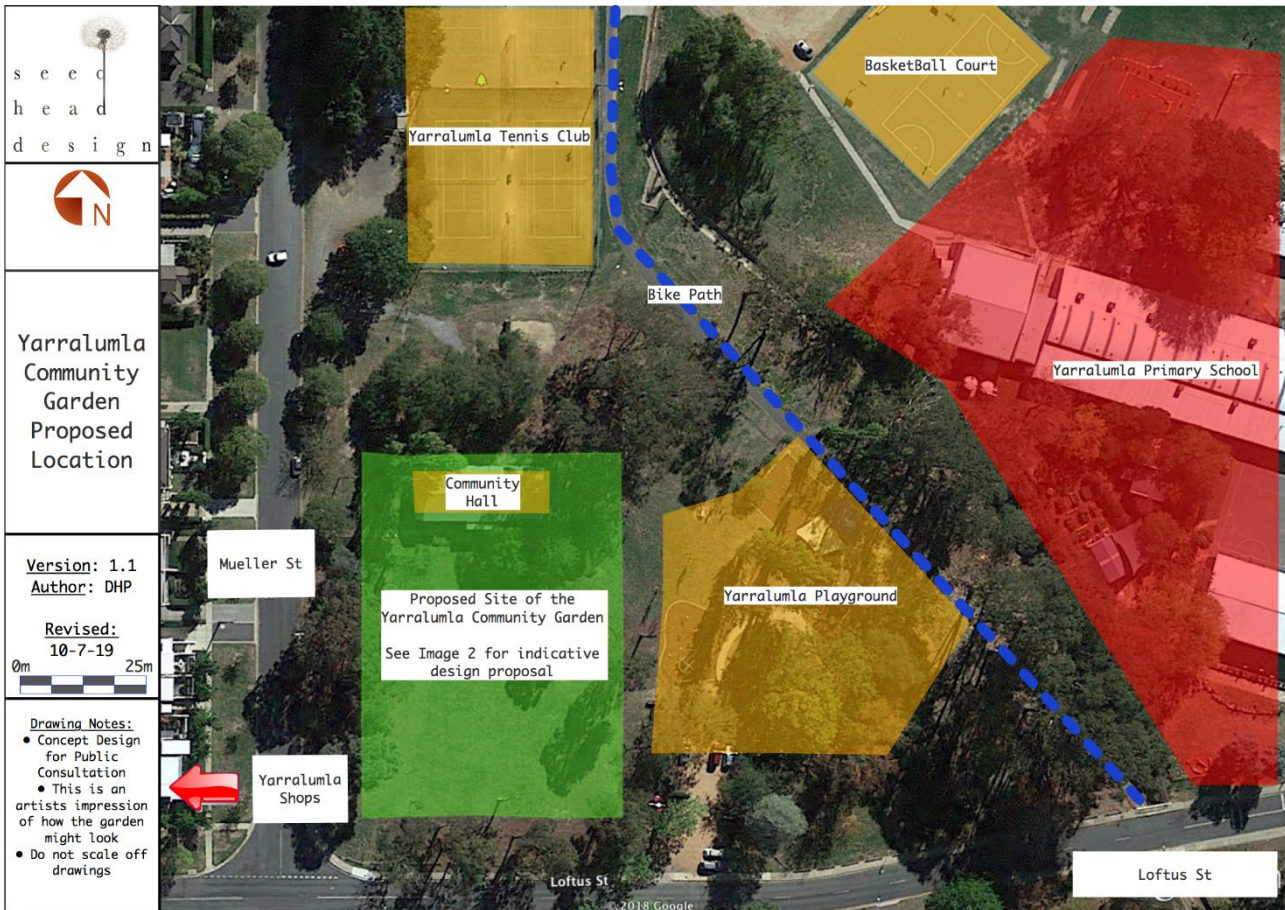 seed
head
design
N
Yarralumla
Community
Garden
Proposed
Location
Version: 1.1
Author: DHP
Revised:
10-7-19
0m 25m
Drawing Notes:
● Concept Design
for Public
Consultation
● This is an
artists impression
of how the garden
might look
● Do not scale off
drawings
Yarralumla Tennis Club
BasketBall Court
Bike Path
Yarralumla Primary School
Community
Hall
Mueller St
Proposed Site of the
Yarralumla Community Garden
See Image 2 for indicative
design proposal
Yarralumla Playground
Yarralumla
Shops
Loftus St
Loftus St
© 2018 Google